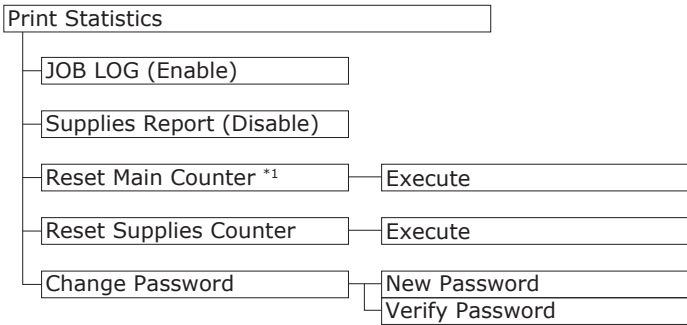 Print Statistics
JOB LOG (Enable)
Supplies Report (Disable)
Reset Main Counter *1 Execute
Reset Supplies Counter Execute
Change Password New Password
Verify Password